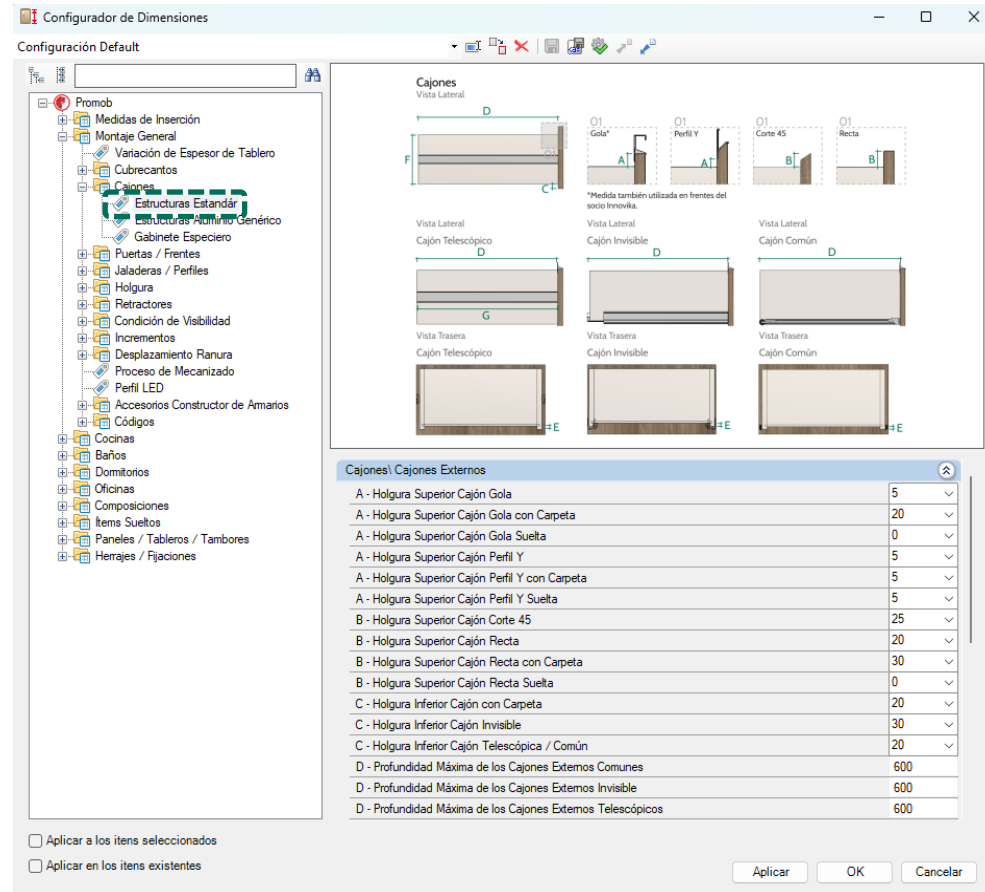 Configurador de Dimensiones
Configuración Default
Promob
Medidas de Inserción
Montaje General
Variación de Espesor de Tablero
Cubrecantos
Cajones
Estructuras Estandár
Estructuras Aluminio Genérico
Gabinete Especiero
Puertas / Frentes
Jaladeras / Perfiles
Holgura
Retractores
Condición de Visibilidad
Incrementos
Desplazamiento Ranura
Proceso de Mecanizado
Perfil LED
Accesorios Constructor de Armarios
Códigos
Cocinas
Baños
Dormitorios
Oficinas
Composiciones
Ítems Sueltos
Paneles / Tableros / Tambores
Herrajes / Fijaciones
Cajones
Vista Lateral
D
F
01
C
O1 O1 O1 O1
Gola* Perfil Y Corte 45 Recta
A A B B
*Medida también utilizada en frentes del
socio Innovika.
Vista Lateral Vista Lateral Vista Lateral
Cajón Telescópico Cajón Invisible Cajón Común
D D D
G
Vista Trasera Vista Trasera Vista Trasera
Cajón Telescópico Cajón Invisible Cajón Común
E E E
Cajones\ Cajones Externos
A - Holgura Superior Cajón Gola 5
A - Holgura Superior Cajón Gola con Carpeta 20
A - Holgura Superior Cajón Gola Suelta 0
A - Holgura Superior Cajón Perfil Y 5
A - Holgura Superior Cajón Perfil Y con Carpeta 5
A - Holgura Superior Cajón Perfil Y Suelta 5
B - Holgura Superior Cajón Corte 45 25
B - Holgura Superior Cajón Recta 20
B - Holgura Superior Cajón Recta con Carpeta 30
B - Holgura Superior Cajón Recta Suelta 0
C - Holgura Inferior Cajón con Carpeta 20
C - Holgura Inferior Cajón Invisible 30
C - Holgura Inferior Cajón Telescópica / Común 20
D - Profundidad Máxima de los Cajones Externos Comunes 600
D - Profundidad Máxima de los Cajones Externos Invisible 600
D - Profundidad Máxima de los Cajones Externos Telescópicos 600
Aplicar a los itens seleccionados
Aplicar en los itens existentes
Aplicar OK Cancelar